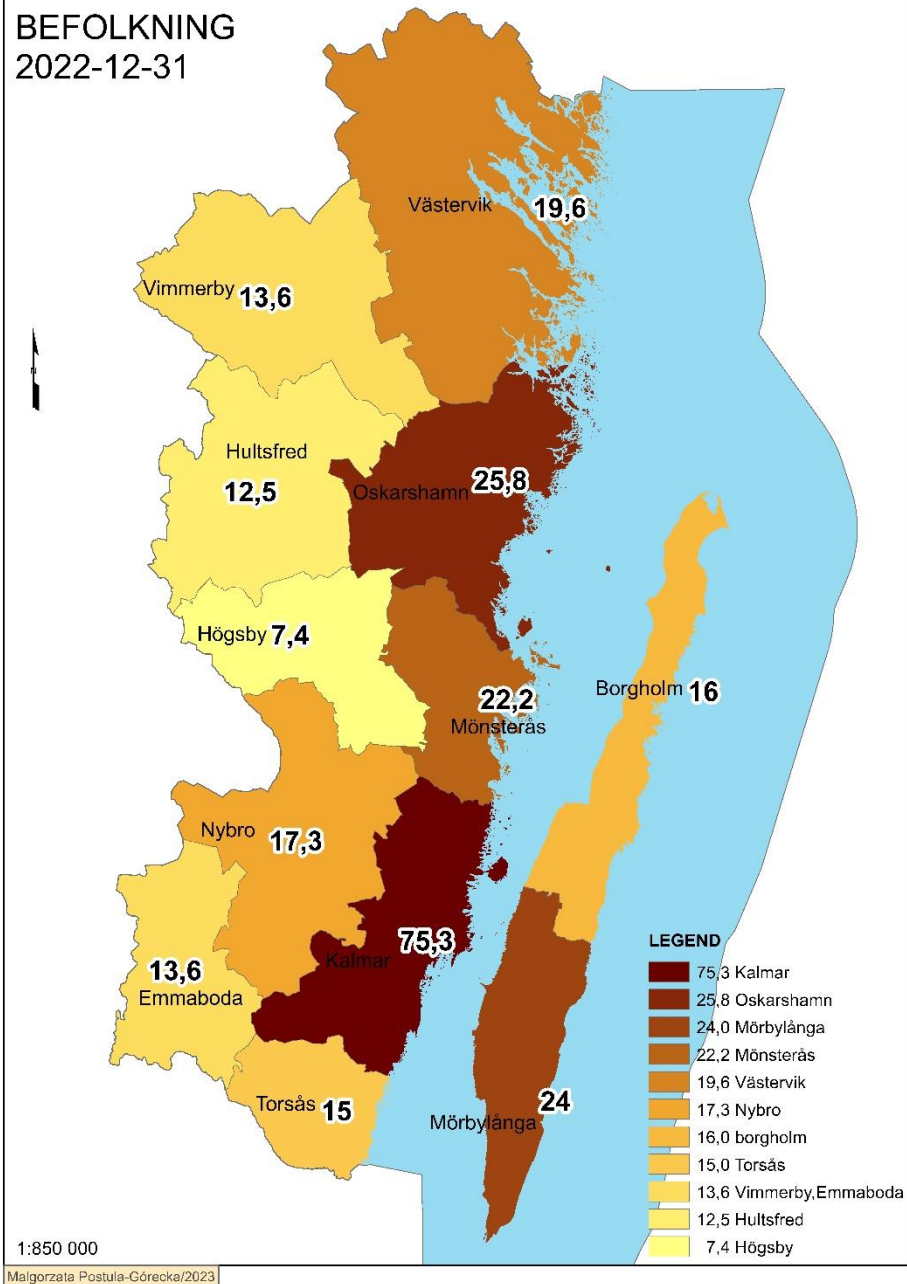 BEFOLKNING
2022-12-31
Västervik
19,6
Vimmerby 13,6
Hultsfred
12,5
Oskarshamn
25,8
Högsby 7,4
22,2
Mönsterås
Borgholm 16
Nybro
17,3
75,3
Kalmar
13,6
Emmaboda
Torsås 15
24
Mörbylånga
LEGEND
75,3 Kalmar
25,8 Oskarshamn
24,0 Mörbylånga
22,2 Mönsterås
19,6 Västervik
17,3 Nybro
16,0 borgholm
15,0 Torsås
13,6 Vimmerby,Emmaboda
12,5 Hultsfred
7,4 Högsby
1:850 000
Malgorzata Postula-Górecka/2023